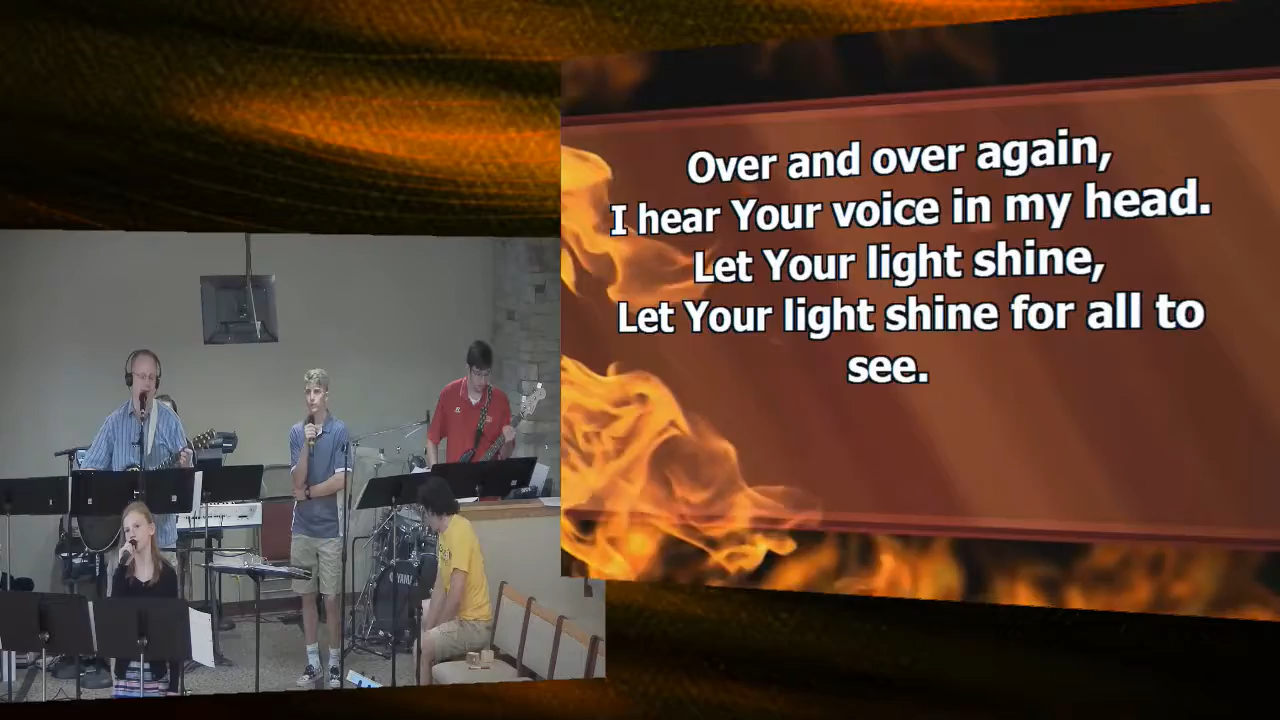 Over and over again,
I hear Your voice in my head.
Let Your light shine,
Let Your light shine for all to
see.
YAMAHA